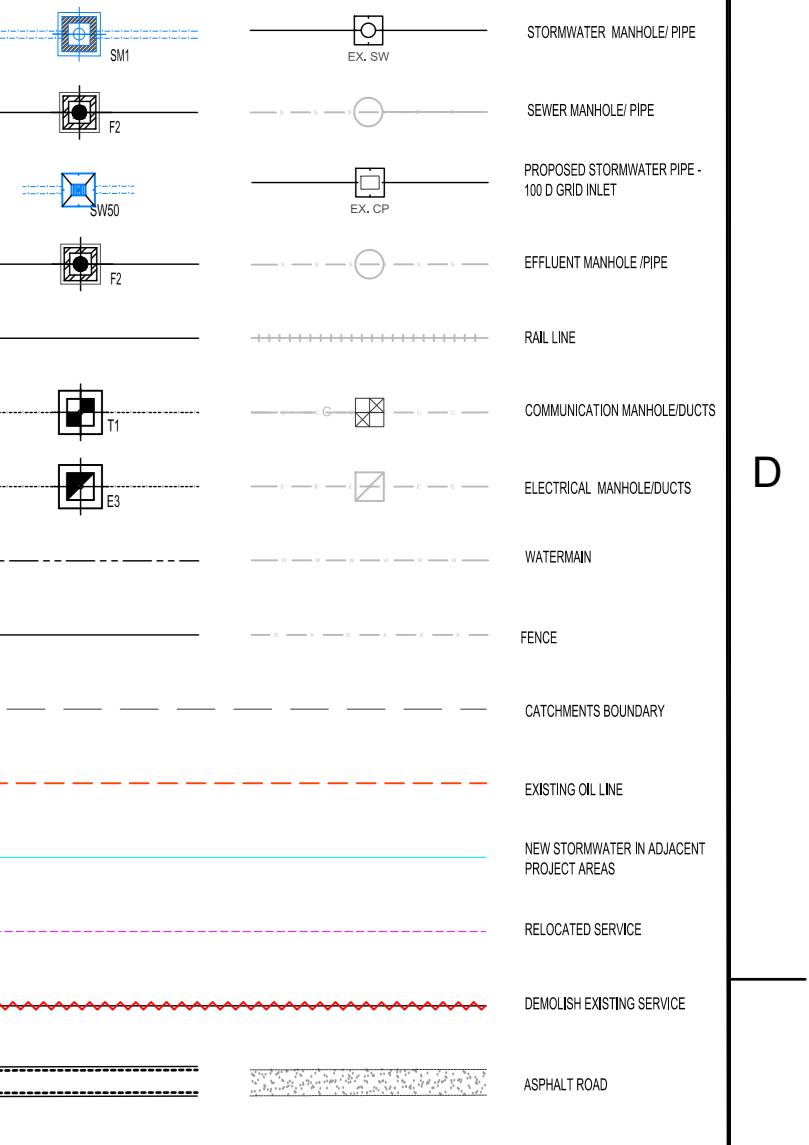 SM1
EX. SW
STORMWATER MANHOLE/ PIPE
F2
SEWER MANHOLE/ PIPE
SW50
EX. CP
PROPOSED STORMWATER PIPE -
100 D GRID INLET
F2
EFFLUENT MANHOLE /PIPE
RAIL LINE
T1
C
COMMUNICATION MANHOLE/DUCTS
E3
E E E E E
ELECTRICAL MANHOLE/DUCTS
D
W W W W W W W W
WATERMAIN
X X X X X X
FENCE
CATCHMENTS BOUNDARY
EXISTING OIL LINE
NEW STORMWATER IN ADJACENT
PROJECT AREAS
RELOCATED SERVICE
DEMOLISH EXISTING SERVICE
ASPHALT ROAD